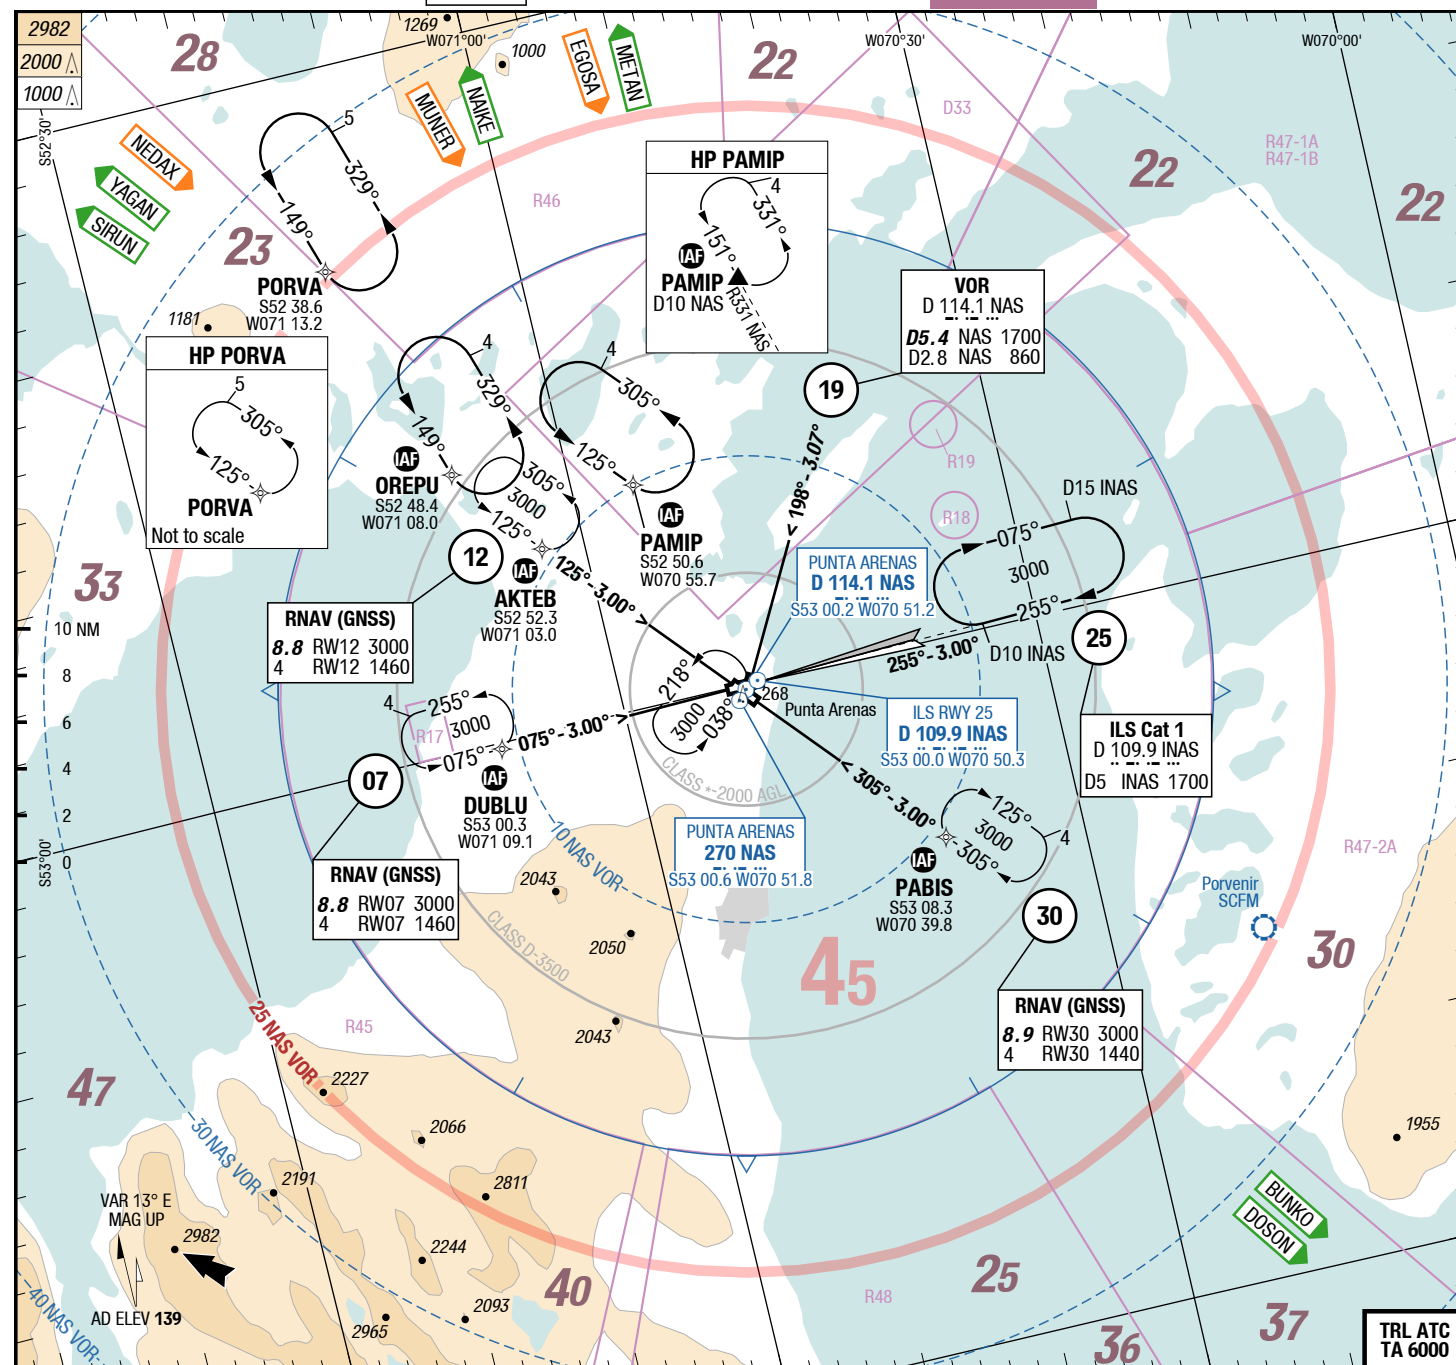 2982
2000
1000
28
1269
W071°00'
1000
22
W070°30'
W070°00'
EGOSA
METAN
MUNER
NAIKE
NEDAX
YAGAN
SIRUN
S52°30'
D33
R47-1A
R47-1B
22
22
23
R46
5
329°
149°
PORVA
S52 38.6
W071 13.2
1181
HP PAMIP
4
331°
151°
IAF
PAMIP
D10 NAS
R331 NAS
VOR
D 114.1 NAS
D5.4 NAS 1700
D2.8 NAS 860
19
< 198° - 3.07°
HP PORVA
5
305°
125°
PORVA
Not to scale
4
329°
149°
IAF
OREPU
S52 48.4
W071 08.0
4
305°
125°
IAF
PAMIP
S52 50.6
W070 55.7
305°
3000
125°
IAF
AKTEB
S52 52.3
W071 03.0
12
125° - 3.00° >
RNAV (GNSS)
8.8 RW12 3000
4 RW12 1460
R19
R18
D15 INAS
075°
3000
255°
D10 INAS
25
255° - 3.00°
PUNTA ARENAS
D 114.1 NAS
S53 00.2 W070 51.2
33
10 NM
8
6
4
2
0
S53°00'
218°
3000
038°
268
Punta Arenas
ILS RWY 25
D 109.9 INAS
S53 00.0 W070 50.3
ILS Cat 1
D 109.9 INAS
D5 INAS 1700
4
255°
3000
R17
075°
075° - 3.00° >
IAF
DUBLU
S53 00.3
W071 09.1
07
RNAV (GNSS)
8.8 RW07 3000
4 RW07 1460
CLASS *-2000 AGL
10 NAS VOR
CLASS D-3500
PUNTA ARENAS
270 NAS
S53 00.6 W070 51.8
< 305° - 3.00°
125°
3000
305°
4
IAF
PABIS
S53 08.3
W070 39.8
30
RNAV (GNSS)
8.9 RW30 3000
4 RW30 1440
R47-2A
Porvenir
SCFM
30
2043
2050
2043
45
R45
25 NAS VOR
2227
47
30 NAS VOR
2066
2191
2811
2244
2093
2965
1955
VAR 13° E
MAG UP
2982
AD ELEV 139
40 NAS VOR
40
25
R48
36
37
BUNKO
DOSON
TRL ATC
TA 6000